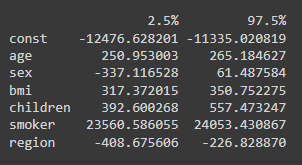 2.5% 97.5%
const -12476.628201 -11335.020819
age 250.953003 265.184627
sex -337.116528 61.487584
bmi 317.372015 350.752275
children 392.600268 557.473247
smoker 23560.586055 24053.430867
region -408.675606 -226.828870